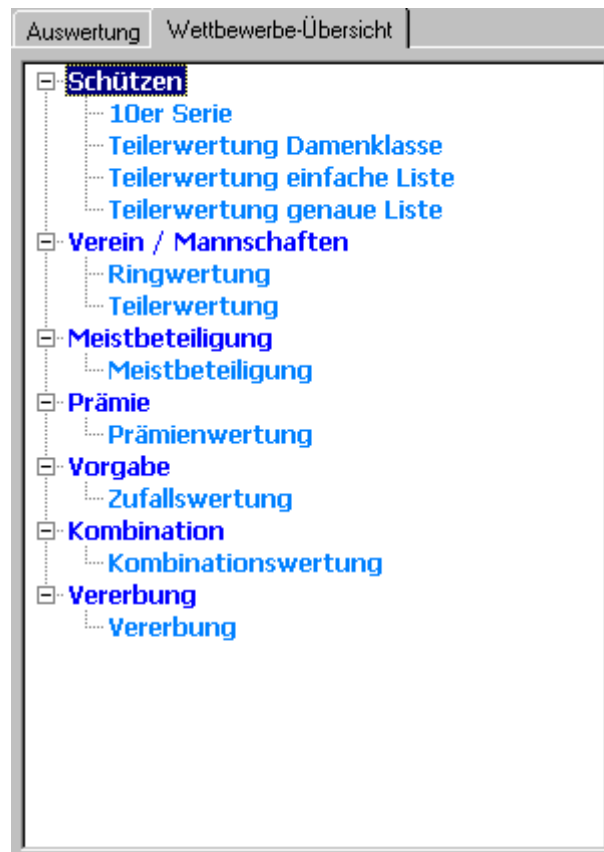 Auswertung Wettbewerbe-Übersicht
Schützen
10er Serie
Teilerwertung Damenklasse
Teilerwertung einfache Liste
Teilerwertung genaue Liste
Verein / Mannschaften
Ringwertung
Teilerwertung
Meistbeteiligung
Meistbeteiligung
Prämie
Prämienwertung
Vorgabe
Zufallswertung
Kombination
Kombinationswertung
Vererbung
Vererbung